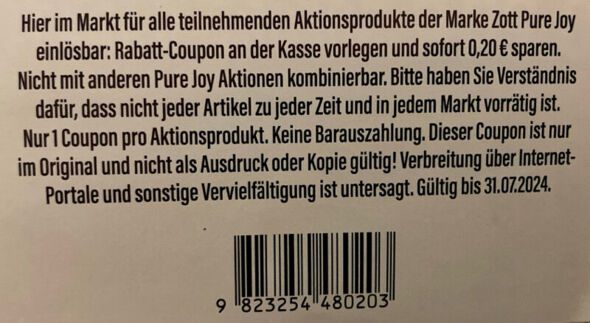 Hier im Markt für alle teilnehmenden Aktionsprodukte der Marke Zott Pure Joy
einlösbar: Rabatt-Coupon an der Kasse vorlegen und sofort 0,20 € sparen.
Nicht mit anderen Pure Joy Aktionen kombinierbar. Bitte haben Sie Verständnis
dafür, dass nicht jeder Artikel zu jeder Zeit und in jedem Markt vorrätig ist.
Nur 1 Coupon pro Aktionsprodukt. Keine Barauszahlung. Dieser Coupon ist nur
im Original und nicht als Ausdruck oder Kopie gültig! Verbreitung über Internet-
Portale und sonstige Vervielfältigung ist untersagt. Gültig bis 31.07.2024.
9 823254 480203